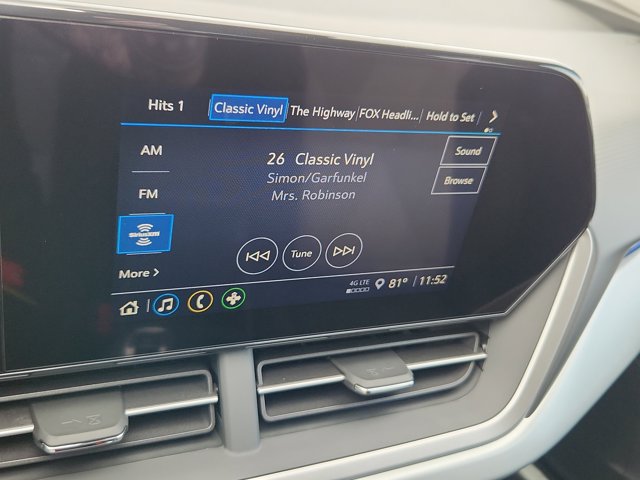 Hits 1 Classic Vinyl The Highway FOX Headli... Hold to Set
AM
26 Classic Vinyl
Sound
Simon/Garfunkel
Browse
FM
Mrs. Robinson
SiriusXM
Tune
More
4G LTE
81° 11:52